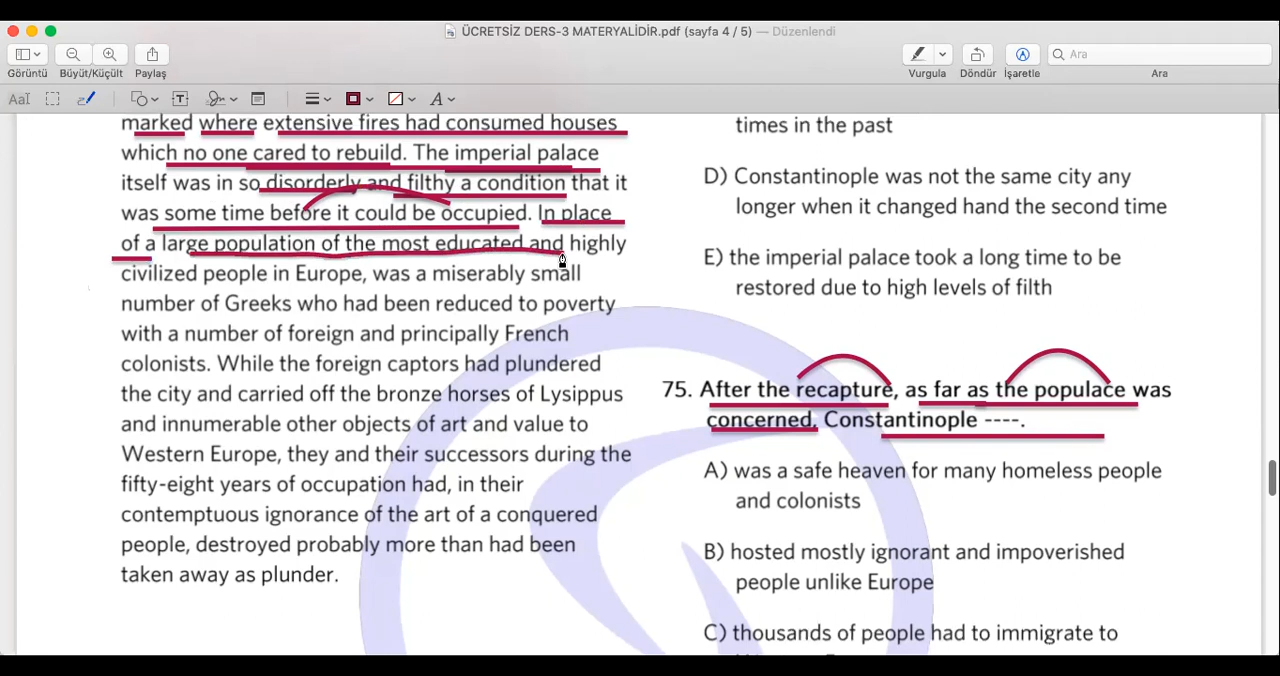 ÜCRETSİZ DERS-3 MATERYALİDİR.pdf (sayfa 4 / 5) — Düzenlendi
Görüntü
Büyüt/Küçült
Paylaş
Vurgula
Döndür
İşaretle
Ara
Ara
AaI
T
A
marked where extensive fires had consumed houses
which no one cared to rebuild. The imperial palace
itself was in so disorderly and filthy a condition that it
was some time before it could be occupied. In place
of a large population of the most educated and highly
civilized people in Europe, was a miserably small
number of Greeks who had been reduced to poverty
with a number of foreign and principally French
colonists. While the foreign captors had plundered
the city and carried off the bronze horses of Lysippus
and innumerable other objects of art and value to
Western Europe, they and their successors during the
fifty-eight years of occupation had, in their
contemptuous ignorance of the art of a conquered
people, destroyed probably more than had been
taken away as plunder.
times in the past
D) Constantinople was not the same city any
longer when it changed hand the second time
E) the imperial palace took a long time to be
restored due to high levels of filth
75. After the recapture, as far as the populace was
concerned, Constantinople ----.
A) was a safe heaven for many homeless people
and colonists
B) hosted mostly ignorant and impoverished
people unlike Europe
C) thousands of people had to immigrate to